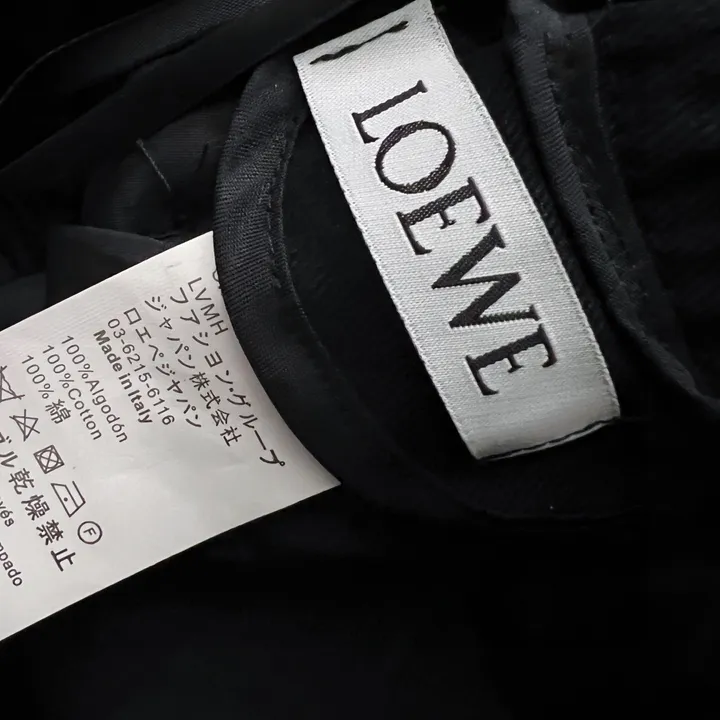 LOEWE
LVMH
ファション·グループ
ジャパン株式会社
ロエベジャパン
03-6215-6116
Made in Italy
100%Algodón
100%Cotton
100% 綿
F
ブル乾燥禁止